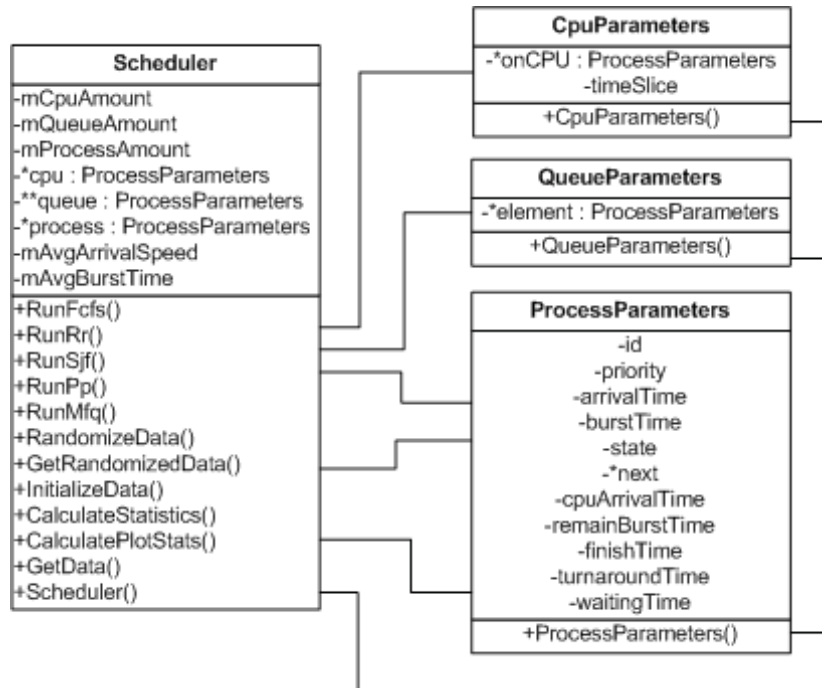 Scheduler
-mCpuAmount
-mQueueAmount
-mProcessAmount
-*cpu : ProcessParameters
-**queue : ProcessParameters
-*process : ProcessParameters
-mAvgArrivalSpeed
-mAvgBurstTime
+RunFcfs()
+RunRr()
+RunSjf()
+RunPp()
+RunMfq()
+RandomizeData()
+GetRandomizedData()
+InitializeData()
+CalculateStatistics()
+CalculatePlotStats()
+GetData()
+Scheduler()
CpuParameters
-*onCPU : ProcessParameters
-timeSlice
+CpuParameters()
QueueParameters
-*element : ProcessParameters
+QueueParameters()
ProcessParameters
-id
-priority
-arrivalTime
-burstTime
-state
-*next
-cpuArrivalTime
-remainBurstTime
-finishTime
-turnaroundTime
-waitingTime
+ProcessParameters()